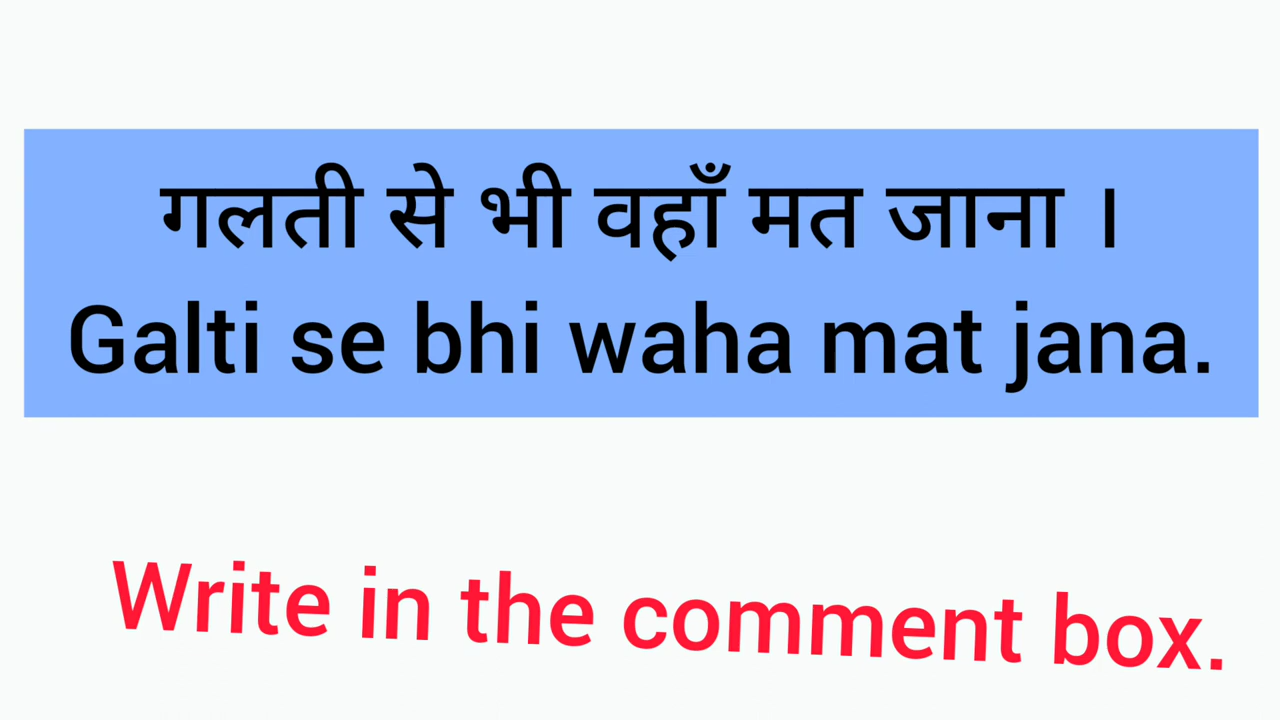 गलती से भी वहाँ मत जाना ।
Galti se bhi waha mat jana.
Write in the comment box.